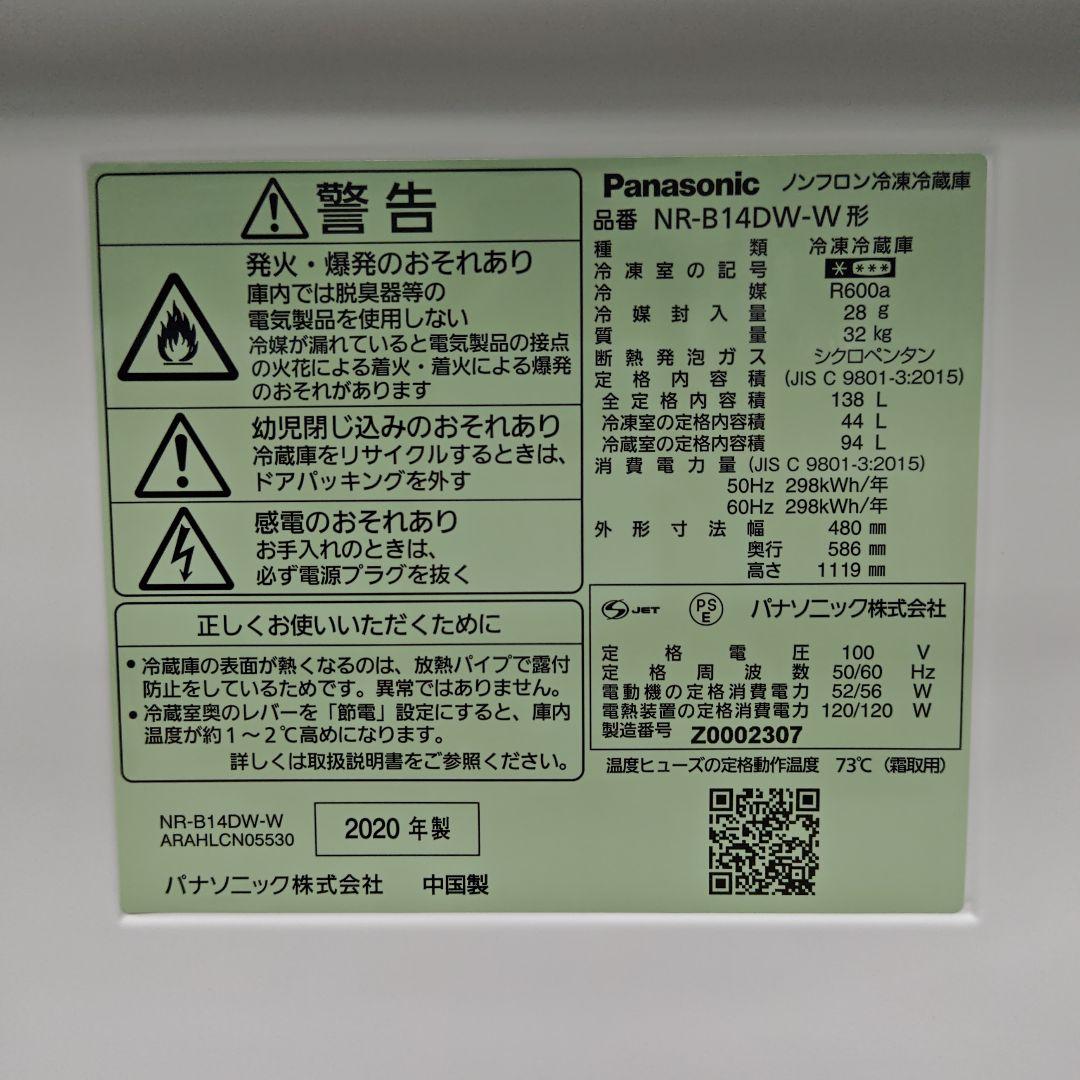 警告
発火・爆発のおそれあり
庫内では脱臭器等の
電気製品を使用しない
冷媒が漏れていると電気製品の接点
の火花による着火・着火による爆発
のおそれがあります
幼児閉じ込みのおそれあり
冷蔵庫をリサイクルするときは、
ドアパッキングを外す
感電のおそれあり
お手入れのときは、
必ず電源プラグを抜く
正しくお使いいただくために
・冷蔵庫の表面が熱くなるのは、放熱パイプで露付
防止をしているためです。異常ではありません。
・冷蔵室奥のレバーを「節電」設定にすると、庫内
温度が約1～2℃高めになります。
詳しくは取扱説明書をご参照ください。
NR-B14DW-W
ARAHLCN05530
2020年製
パナソニック株式会社 中国製
Panasonic ノンフロン冷凍冷蔵庫
品番 NR-B14DW-W形
種類 冷凍冷蔵庫
冷凍室の記号 * ***
冷媒 R600a
冷媒封入量 28 g
質量 32 kg
断熱発泡ガス シクロペンタン
定格内容積 (JIS C 9801-3:2015)
全定格内容積 138 L
冷凍室の定格内容積 44 L
冷蔵室の定格内容積 94 L
消費電力量 (JIS C 9801-3:2015)
50Hz 298kWh/年
60Hz 298kWh/年
外形寸法 幅 480 mm
奥行 586 mm
高さ 1119 mm
S JET PS E パナソニック株式会社
定格電圧 100 V
定格周波数 50/60 Hz
電動機の定格消費電力 52/56 W
電熱装置の定格消費電力 120/120 W
製造番号 Z0002307
温度ヒューズの定格動作温度 73℃（霜取用）